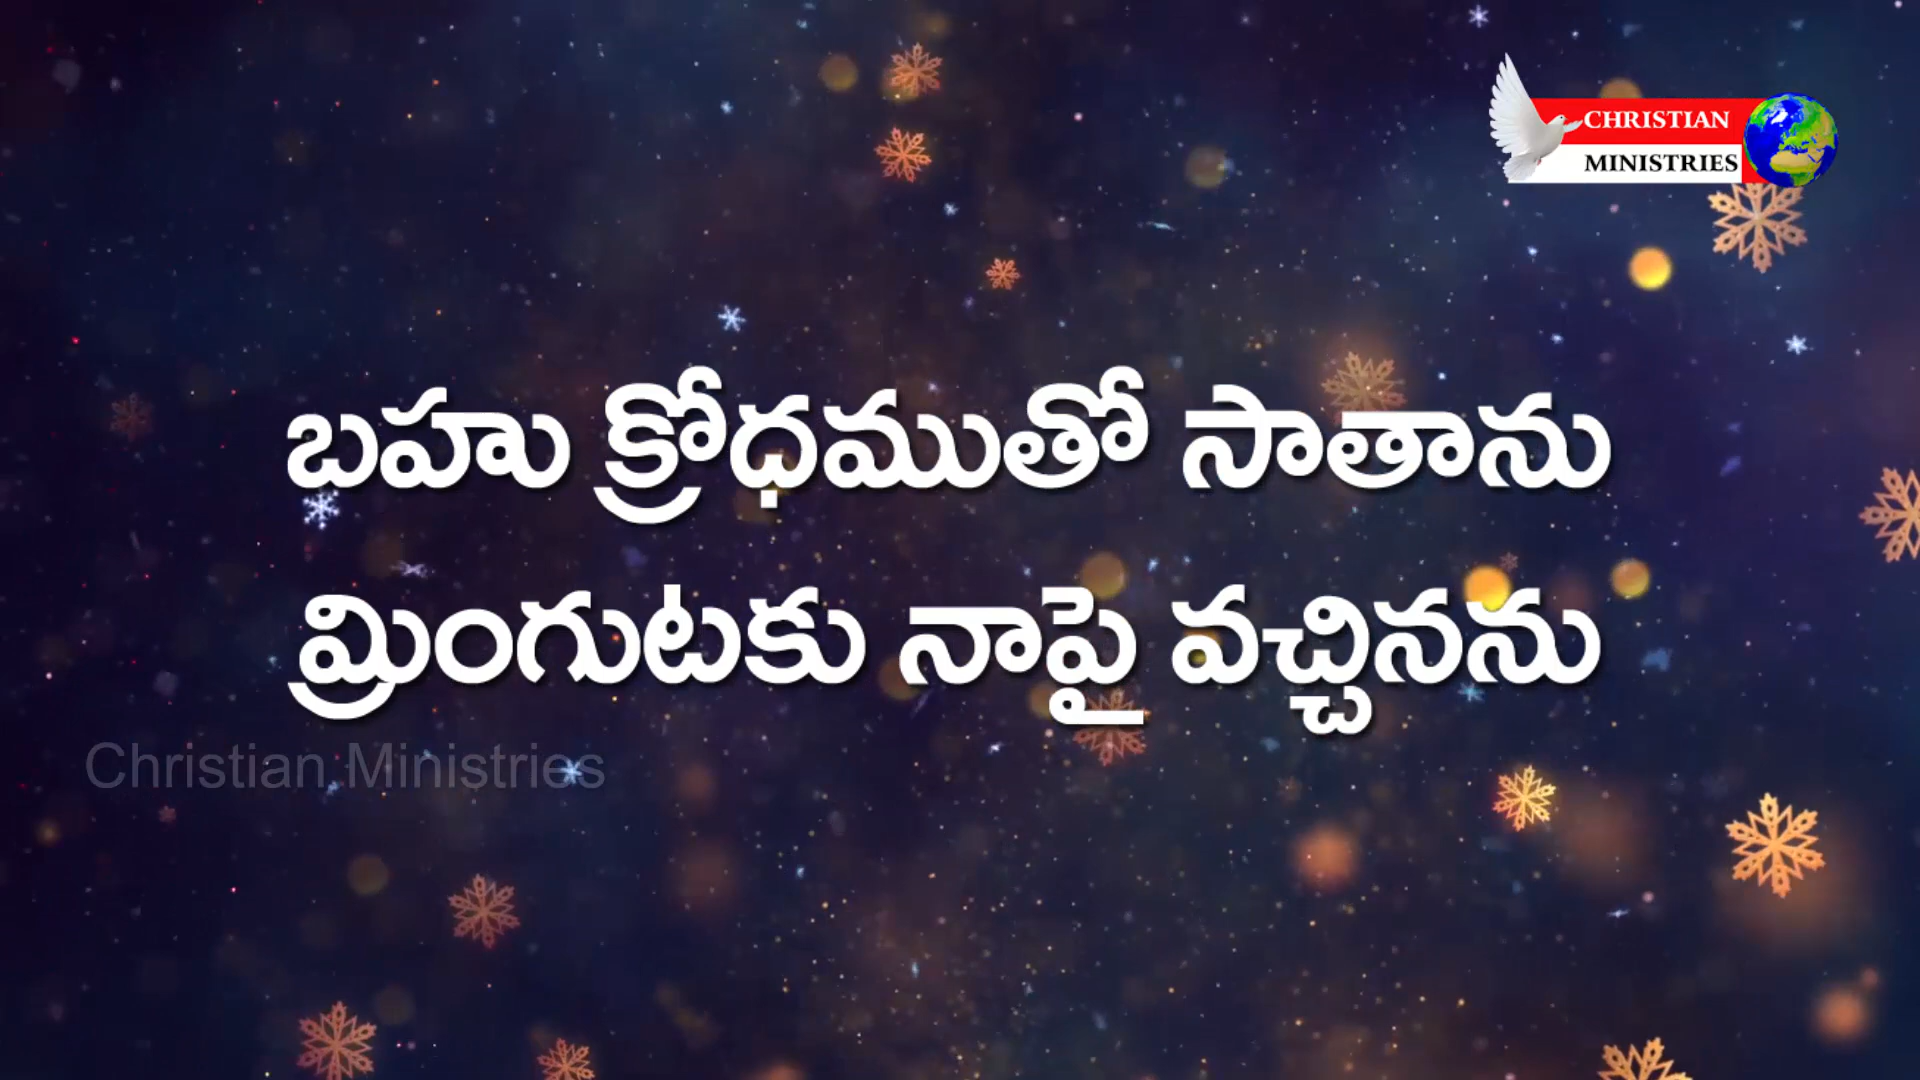 CHRISTIAN
MINISTRIES
బహు క్రోధముతో సాతాను
మ్రింగుటకు నాపై వచ్చినను
Christian Ministries